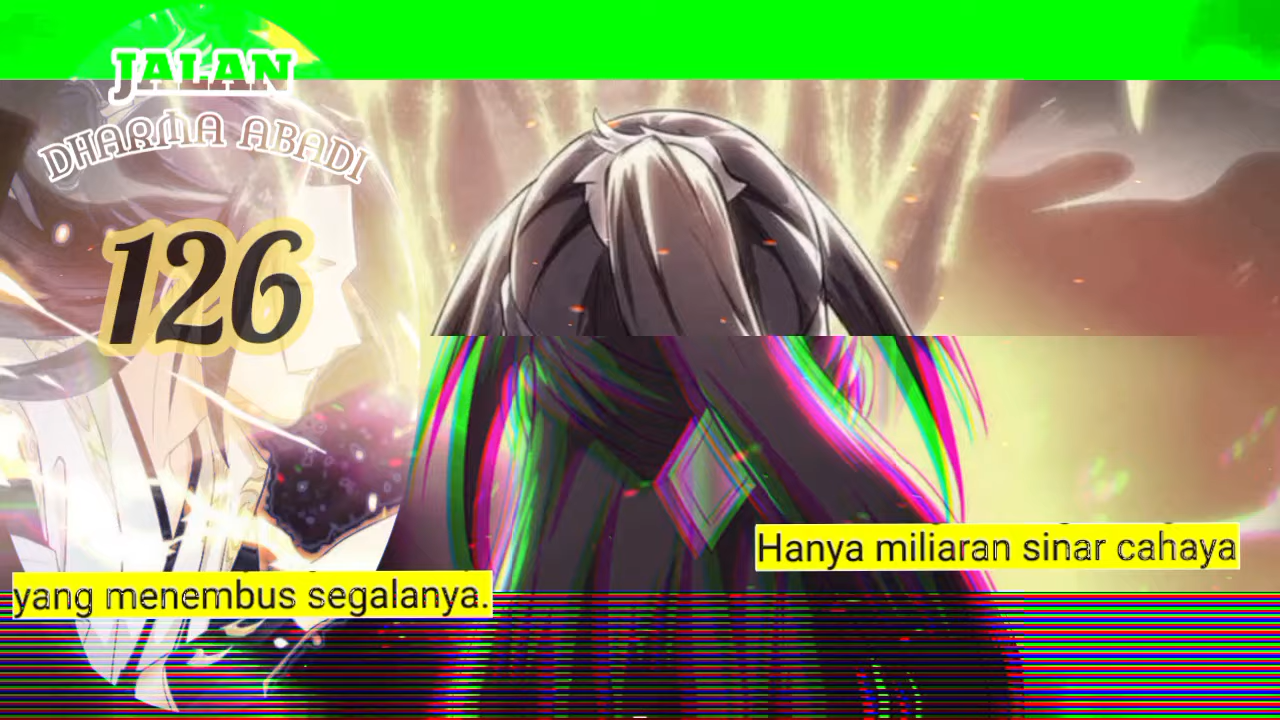 JALAN
DHARMA ABADI
126
Hanya miliaran sinar cahaya
yang menembus segalanya.